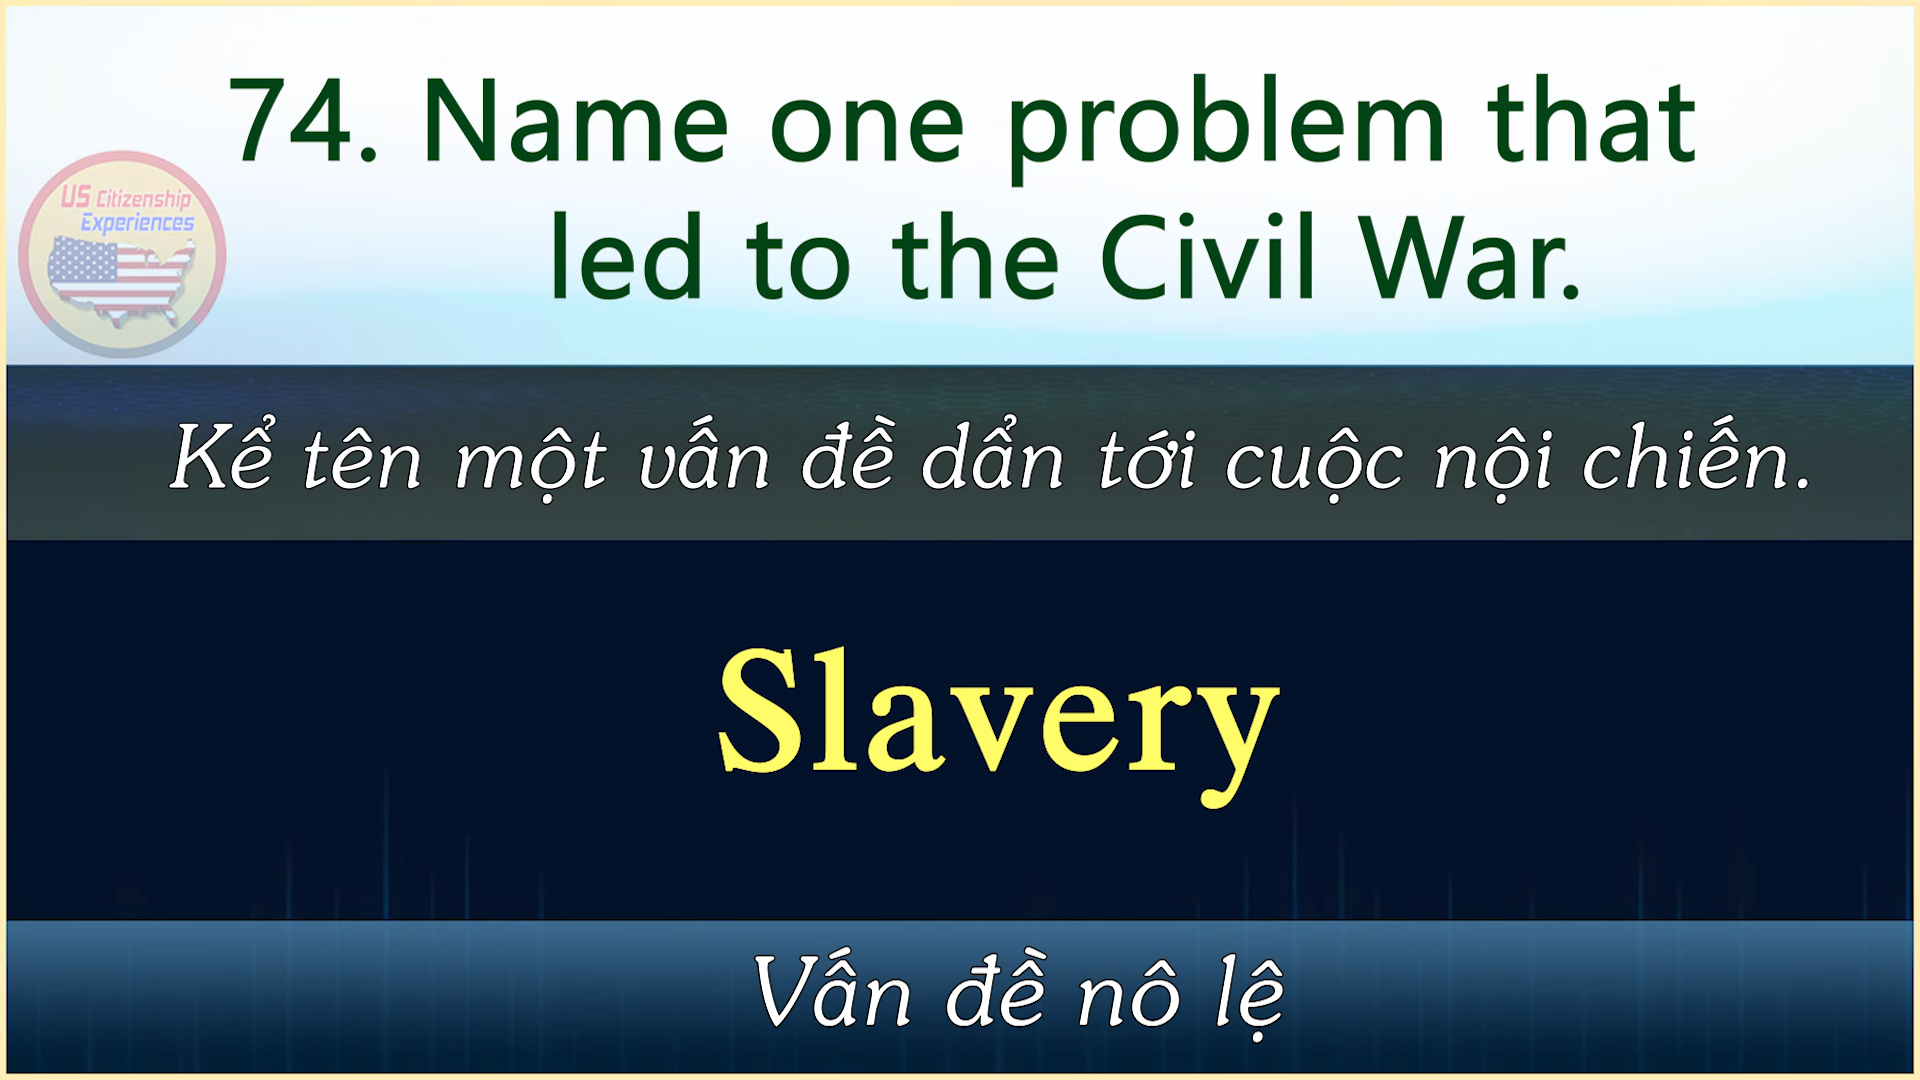 74. Name one problem that
led to the Civil War.
US Citizenship
Experiences
Kể tên một vấn đề dẩn tới cuộc nội chiến.
Slavery
Vấn đề nô lệ